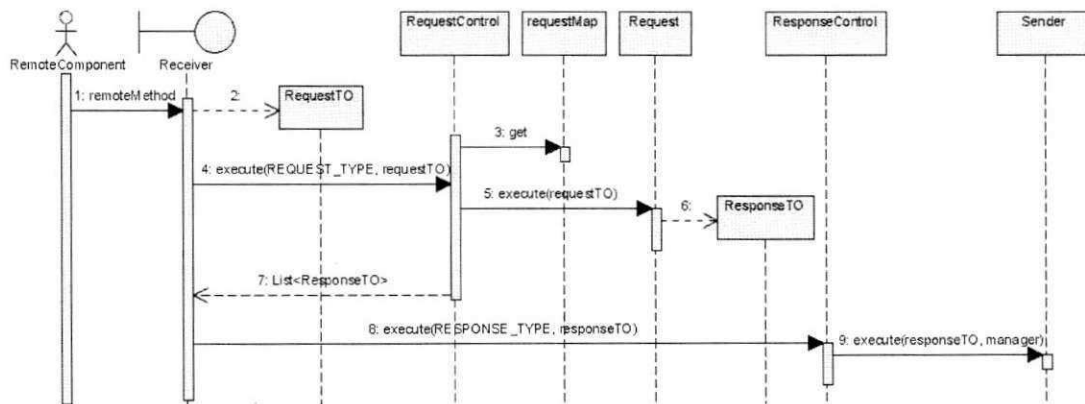 RequestControl
requestMap
Request
ResponseControl
Sender
RemoteComponent
Receiver
1: remoteMethod
2:
RequestTO
3: get
4: execute(REQUEST_TYPE, requestTO)
5: execute(requestTO)
6:
ResponseTO
7: List<ResponseTO>
8: execute(RESPONSE_TYPE, responseTO)
9: execute(responseTO, manager)